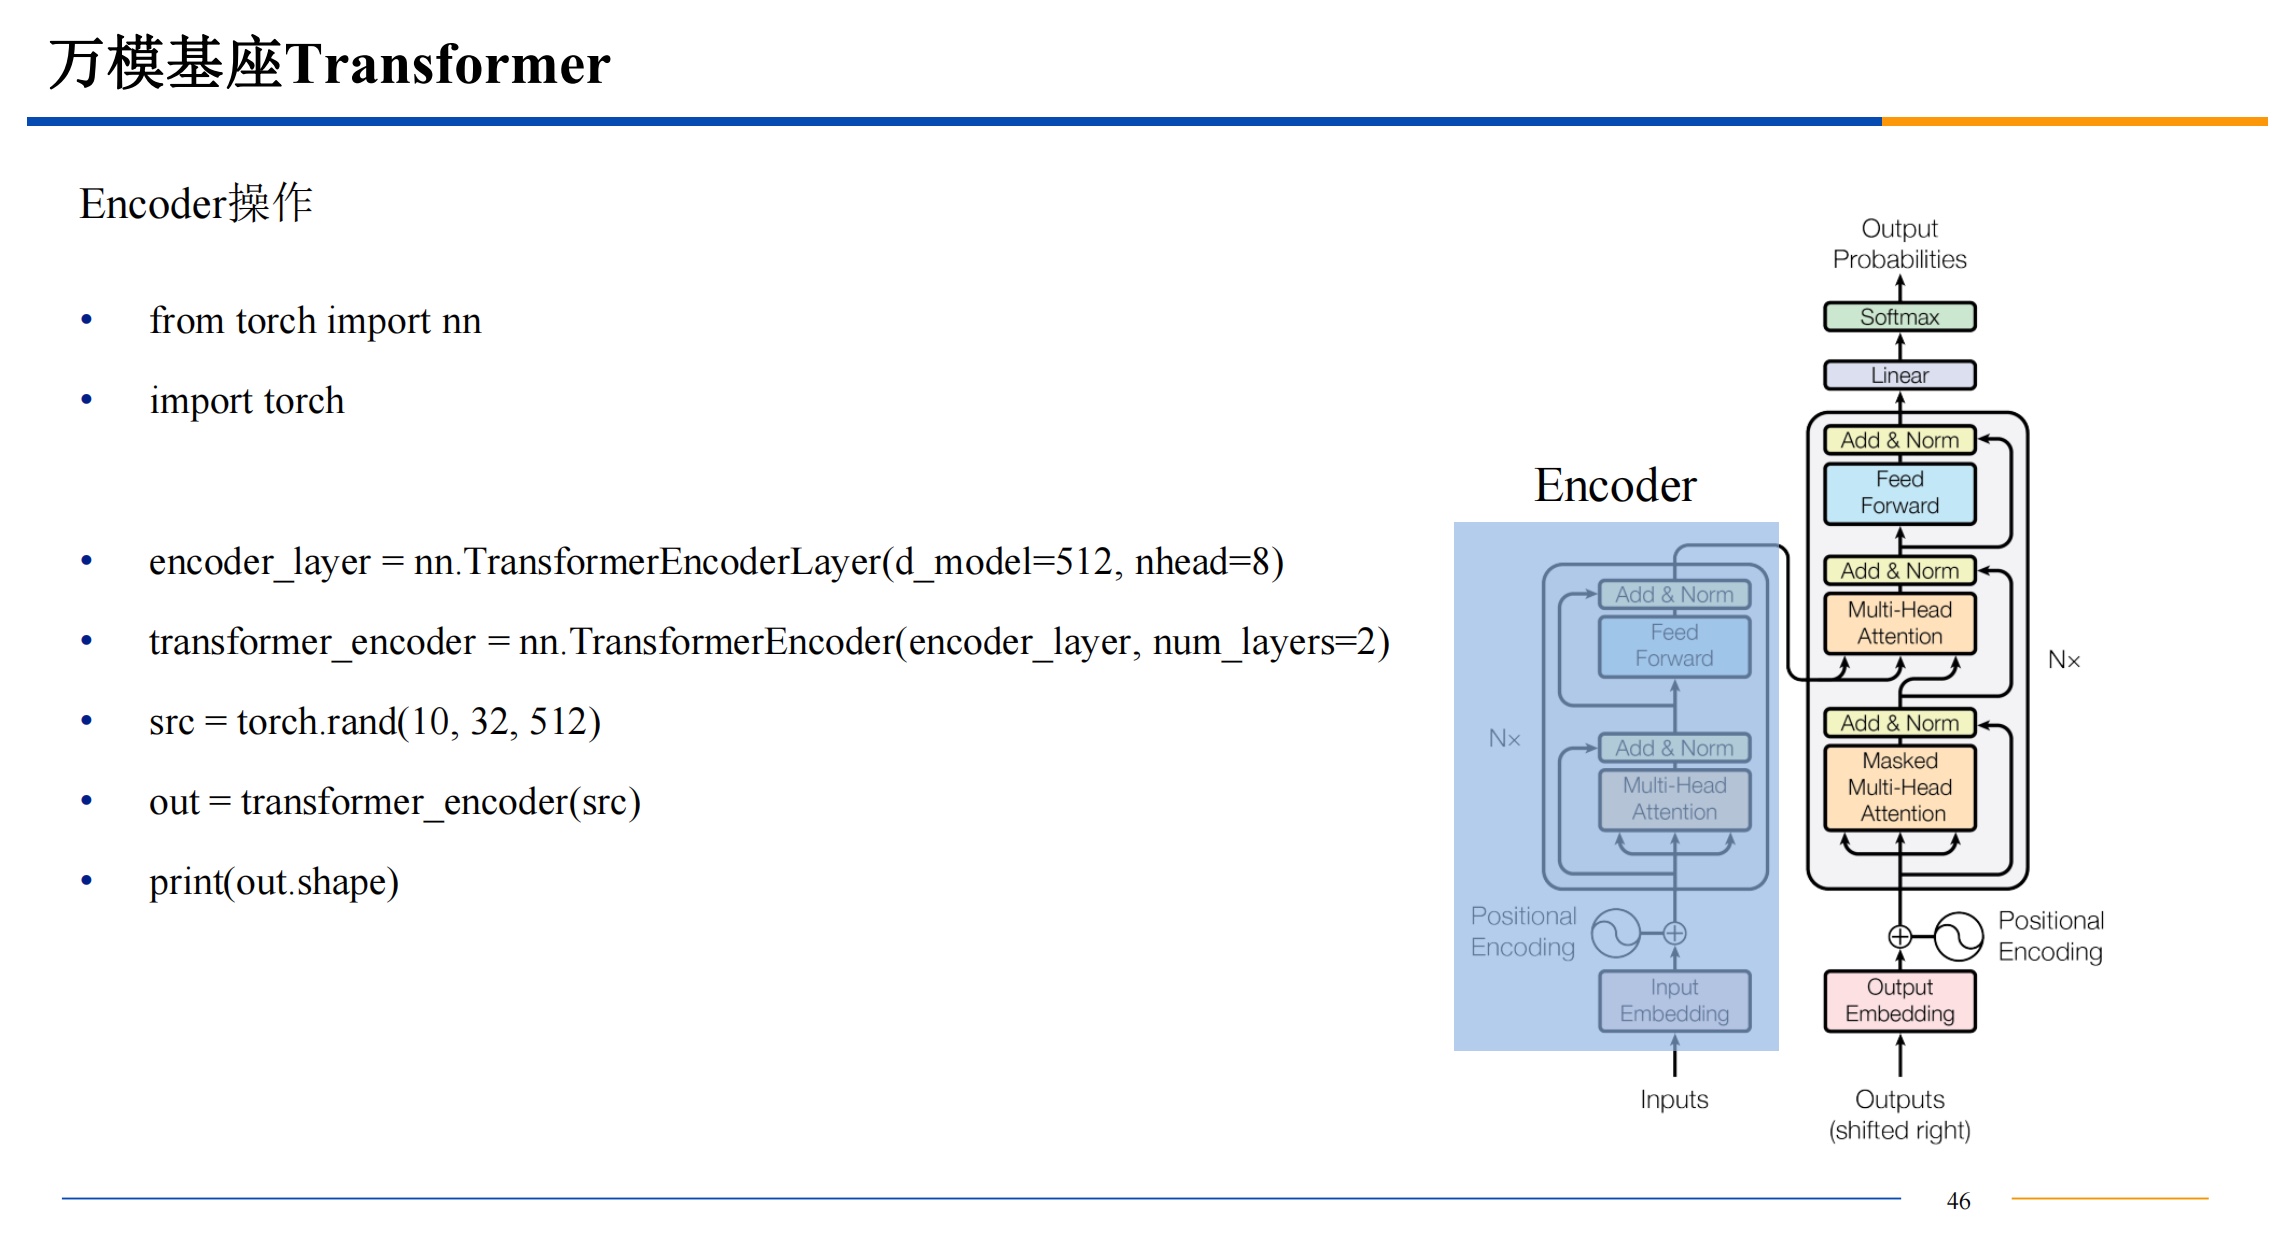 万模基座Transformer
Encoder操作
• from torch import nn
• import torch
• encoder_layer = nn.TransformerEncoderLayer(d_model=512, nhead=8)
• transformer_encoder = nn.TransformerEncoder(encoder_layer, num_layers=2)
• src = torch.rand(10, 32, 512)
• out = transformer_encoder(src)
• print(out.shape)
Encoder
Add & Norm
Feed
Forward
Nx
Add & Norm
Multi-Head
Attention
Positional
Encoding
Input
Embedding
Inputs
Output
Probabilities
Softmax
Linear
Add & Norm
Feed
Forward
Add & Norm
Multi-Head
Attention
Nx
Add & Norm
Masked
Multi-Head
Attention
Positional
Encoding
Output
Embedding
Outputs
(shifted right)
46